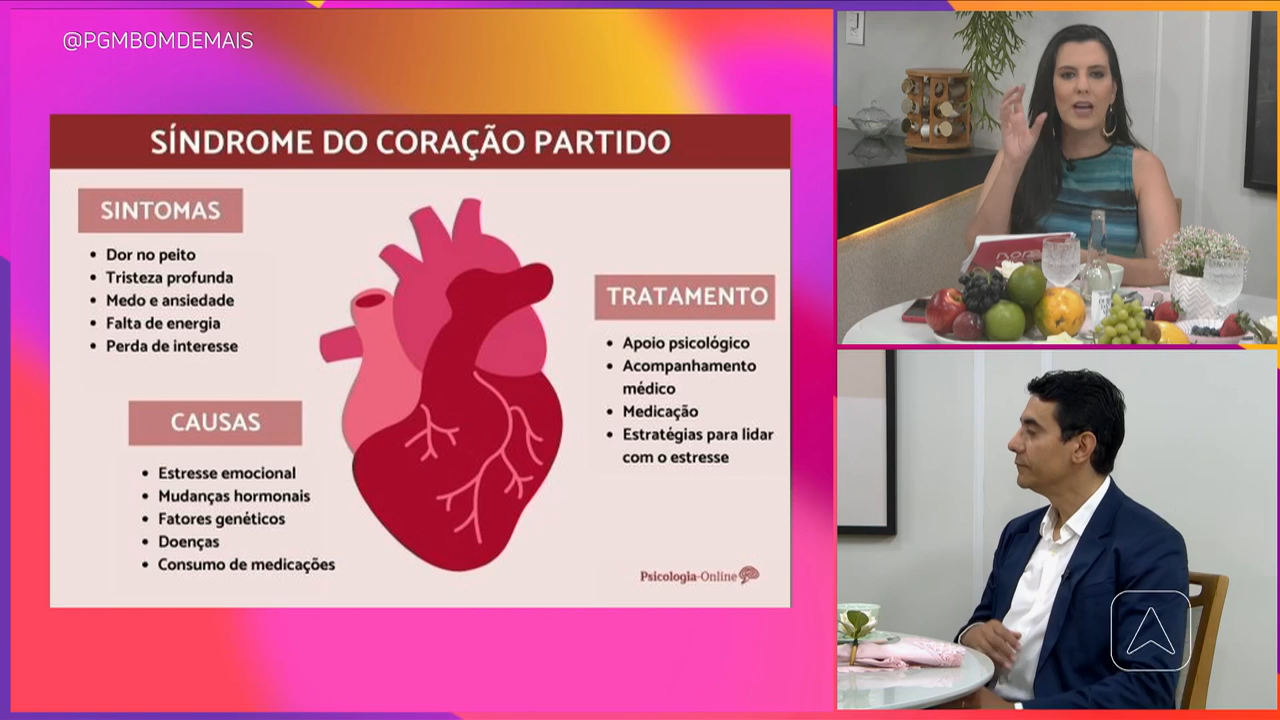 @PGMBOMDEMAIS
SÍNDROME DO CORAÇÃO PARTIDO
SINTOMAS
• Dor no peito
• Tristeza profunda
• Medo e ansiedade
• Falta de energia
• Perda de interesse
CAUSAS
• Estresse emocional
• Mudanças hormonais
• Fatores genéticos
• Doenças
• Consumo de medicações
TRATAMENTO
• Apoio psicológico
• Acompanhamento
médico
• Medicação
• Estratégias para lidar
com o estresse
Psicologia-Online